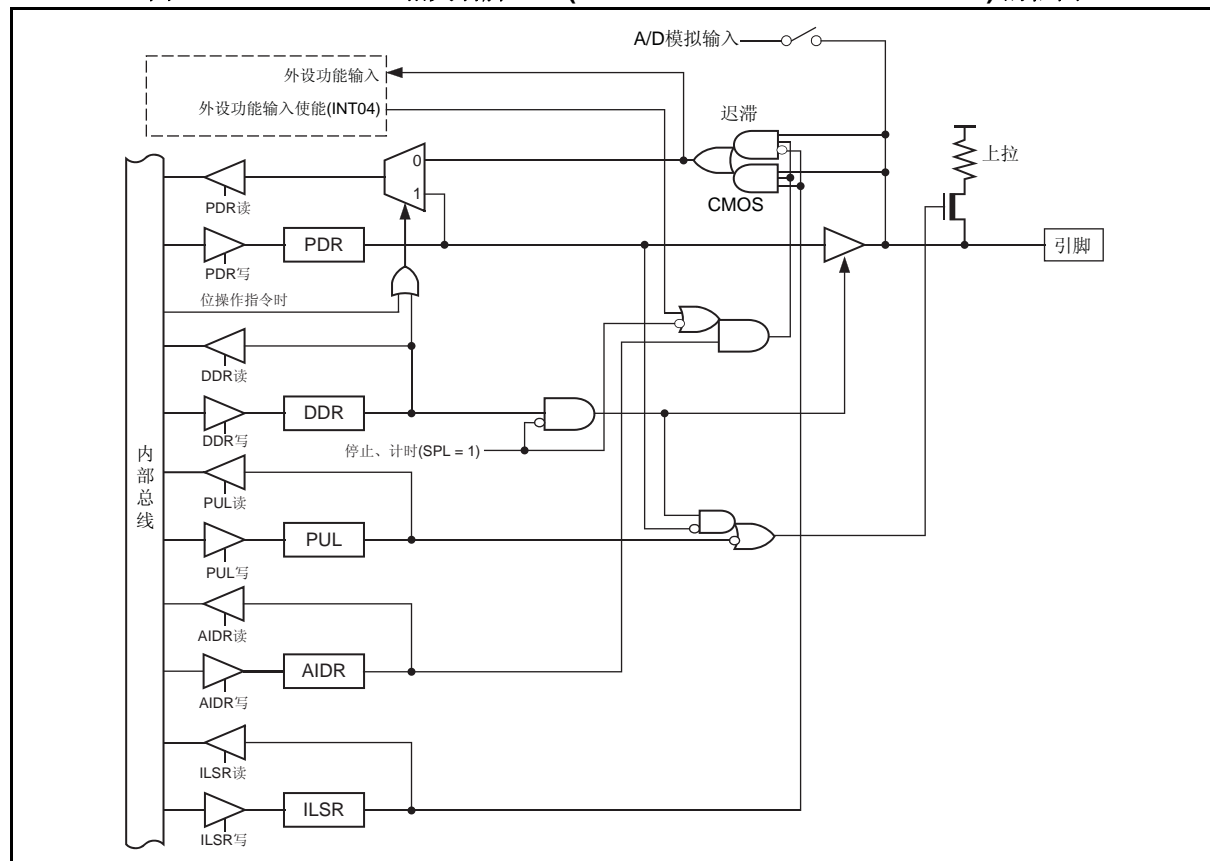 A/D模拟输入
外设功能输入
外设功能输入使能(INT04)
迟滞
上拉
0
1
CMOS
PDR读
PDR
引脚
PDR写
位操作指令时
DDR读
DDR
DDR写
停止、计时(SPL = 1)
内部总线
PUL读
PUL
PUL写
AIDR读
AIDR
AIDR写
ILSR读
ILSR
ILSR写